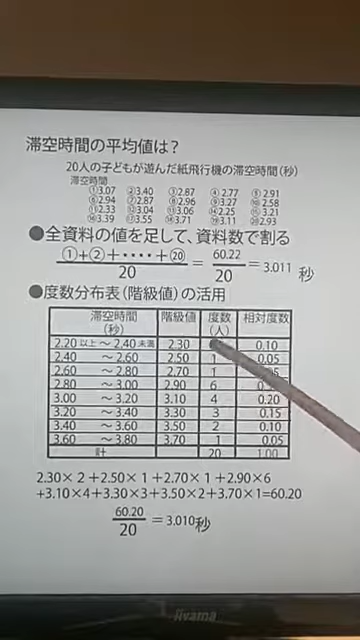 滞空時間の平均値は？
20人の子どもが遊んだ紙飛行機の滞空時間(秒)
滞空時間
①3.07 ②3.40 ③2.87 ④2.77 ⑤2.91
⑥2.94 ⑦2.87 ⑧2.96 ⑨3.27 ⑩2.58
⑪2.33 ⑫3.04 ⑬3.06 ⑭2.25 ⑮3.21
⑯3.39 ⑰3.55 ⑱3.71 ⑲3.11 ⑳2.93
●全資料の値を足して、資料数で割る
①+②+‥‥+⑳/20 = 60.22/20 = 3.011 秒
●度数分布表(階級値)の活用
滞空時間(秒) 階級値 度数(人) 相対度数
2.20以上～2.40未満 2.30 0.10
2.40 ～2.60 2.50 1 0.05
2.60 ～2.80 2.70 1
2.80 ～3.00 2.90 6
3.00 ～3.20 3.10 4 0.20
3.20 ～3.40 3.30 3 0.15
3.40 ～3.60 3.50 2 0.10
3.60 ～3.80 3.70 1 0.05
計 20 1.00
2.30×2+2.50×1+2.70×1+2.90×6
+3.10×4+3.30×3+3.50×2+3.70×1=60.20
60.20/20 = 3.010秒
iiyama